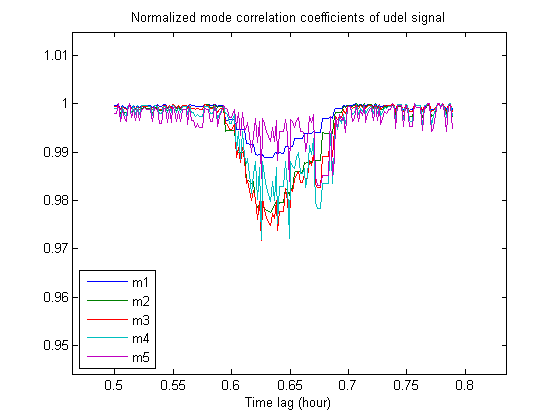 Normalized mode correlation coefficients of udel signal
1.01
1
0.99
0.98
0.97
0.96
0.95
m1
m2
m3
m4
m5
0.5
0.55
0.6
0.65
0.7
0.75
0.8
Time lag (hour)